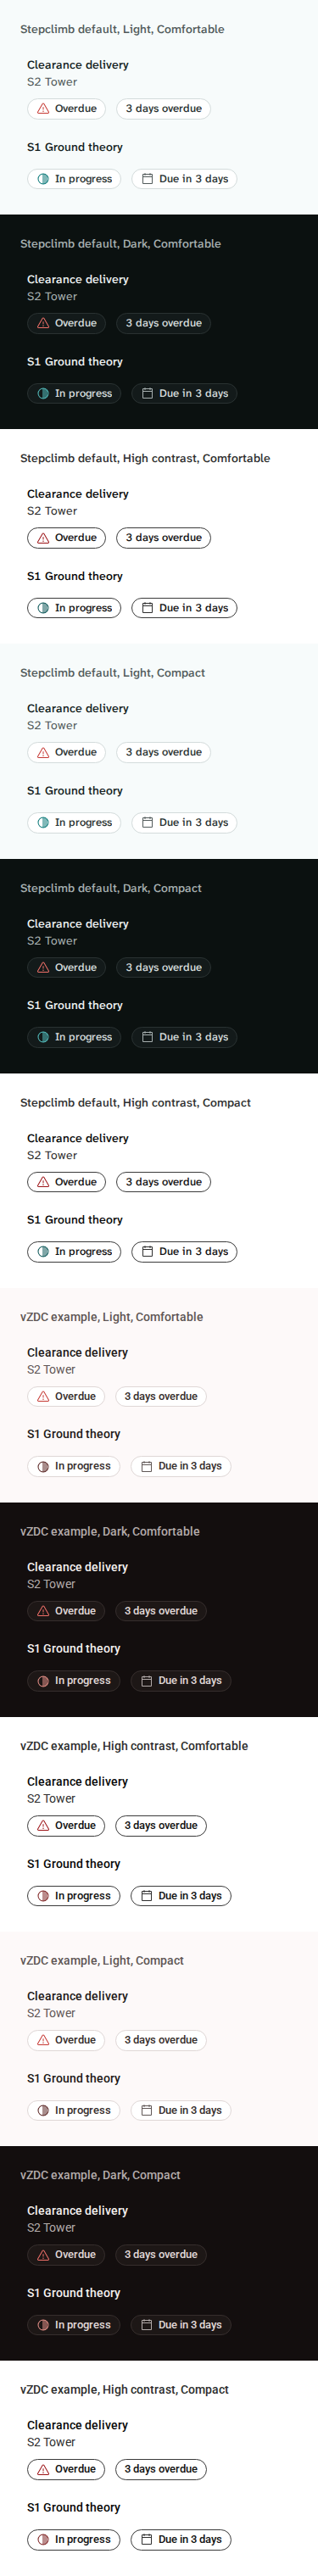 Stepclimb default, Light, Comfortable
Clearance delivery
S2 Tower
Overdue 3 days overdue
S1 Ground theory
In progress Due in 3 days
Stepclimb default, Dark, Comfortable
Clearance delivery
S2 Tower
Overdue 3 days overdue
S1 Ground theory
In progress Due in 3 days
Stepclimb default, High contrast, Comfortable
Clearance delivery
S2 Tower
Overdue 3 days overdue
S1 Ground theory
In progress Due in 3 days
Stepclimb default, Light, Compact
Clearance delivery
S2 Tower
Overdue 3 days overdue
S1 Ground theory
In progress Due in 3 days
Stepclimb default, Dark, Compact
Clearance delivery
S2 Tower
Overdue 3 days overdue
S1 Ground theory
In progress Due in 3 days
Stepclimb default, High contrast, Compact
Clearance delivery
S2 Tower
Overdue 3 days overdue
S1 Ground theory
In progress Due in 3 days
vZDC example, Light, Comfortable
Clearance delivery
S2 Tower
Overdue 3 days overdue
S1 Ground theory
In progress Due in 3 days
vZDC example, Dark, Comfortable
Clearance delivery
S2 Tower
Overdue 3 days overdue
S1 Ground theory
In progress Due in 3 days
vZDC example, High contrast, Comfortable
Clearance delivery
S2 Tower
Overdue 3 days overdue
S1 Ground theory
In progress Due in 3 days
vZDC example, Light, Compact
Clearance delivery
S2 Tower
Overdue 3 days overdue
S1 Ground theory
In progress Due in 3 days
vZDC example, Dark, Compact
Clearance delivery
S2 Tower
Overdue 3 days overdue
S1 Ground theory
In progress Due in 3 days
vZDC example, High contrast, Compact
Clearance delivery
S2 Tower
Overdue 3 days overdue
S1 Ground theory
In progress Due in 3 days